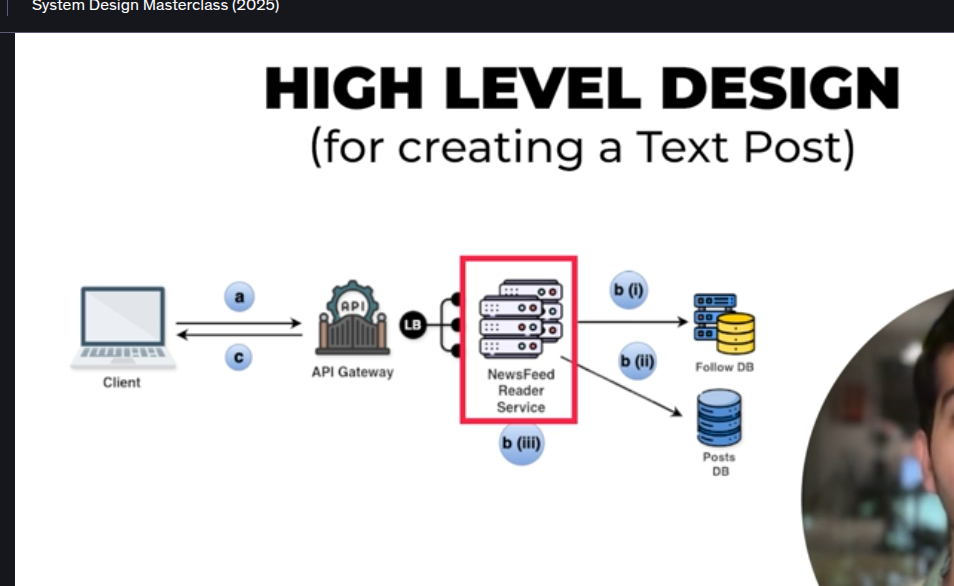 System Design Masterclass (2025)
HIGH LEVEL DESIGN
(for creating a Text Post)
a
c
Client
API
API Gateway
LB
NewsFeed
Reader
Service
b (i)
b (ii)
b (iii)
Follow DB
Posts
DB